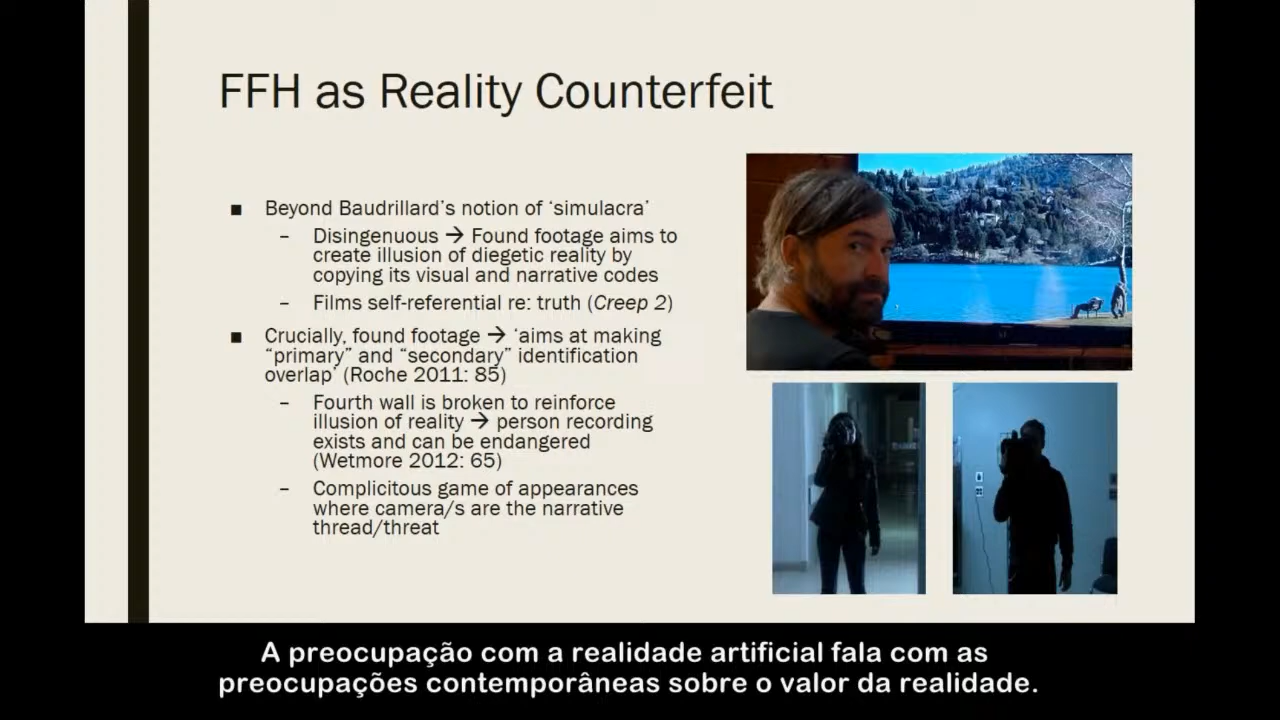 FFH as Reality Counterfeit
■ Beyond Baudrillard’s notion of ‘simulacra’
– Disingenuous → Found footage aims to
create illusion of diegetic reality by
copying its visual and narrative codes
– Films self-referential re: truth (Creep 2)
■ Crucially, found footage → ‘aims at making
“primary” and “secondary” identification
overlap’ (Roche 2011: 85)
– Fourth wall is broken to reinforce
illusion of reality → person recording
exists and can be endangered
(Wetmore 2012: 65)
– Complicitous game of appearances
where camera/s are the narrative
thread/threat
A preocupação com a realidade artificial fala com as
preocupações contemporâneas sobre o valor da realidade.